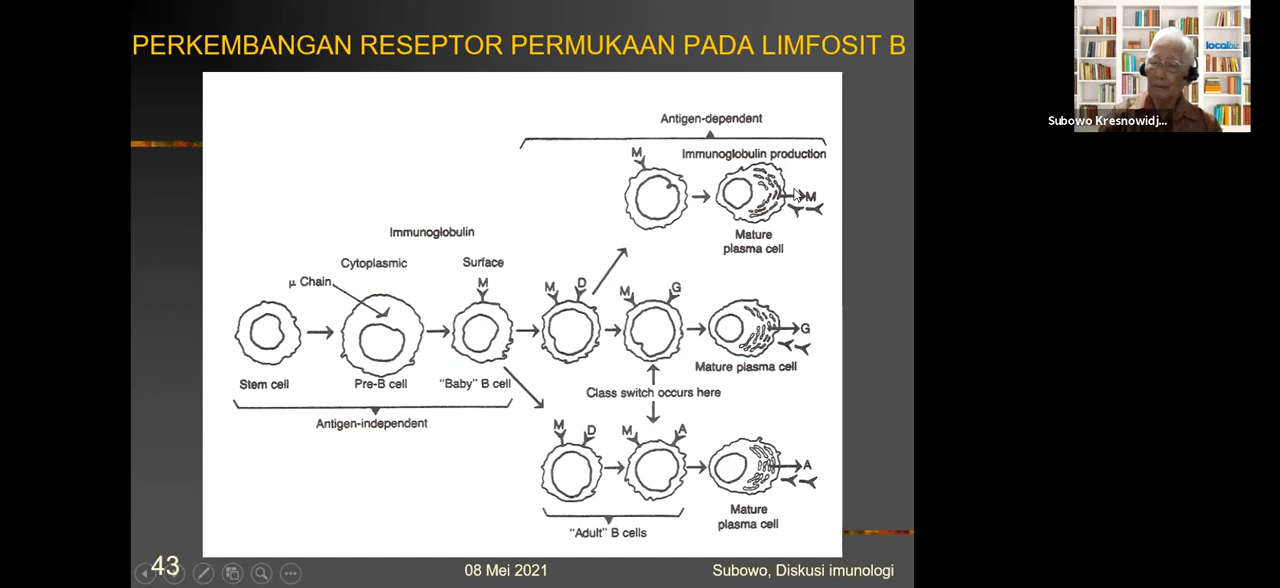 PERKEMBANGAN RESEPTOR PERMUKAAN PADA LIMFOSIT B
localbiz
Subowo Kresnowidj...
Antigen-dependent
M
Immunoglobulin production
M
Mature
plasma cell
Immunoglobulin
Cytoplasmic
Surface
μ Chain
M
M
D
M
G
G
Stem cell
Pre-B cell
"Baby" B cell
Mature plasma cell
Class switch occurs here
Antigen-independent
M
D
M
A
A
Mature
plasma cell
"Adult" B cells
43
08 Mei 2021
Subowo, Diskusi imunologi